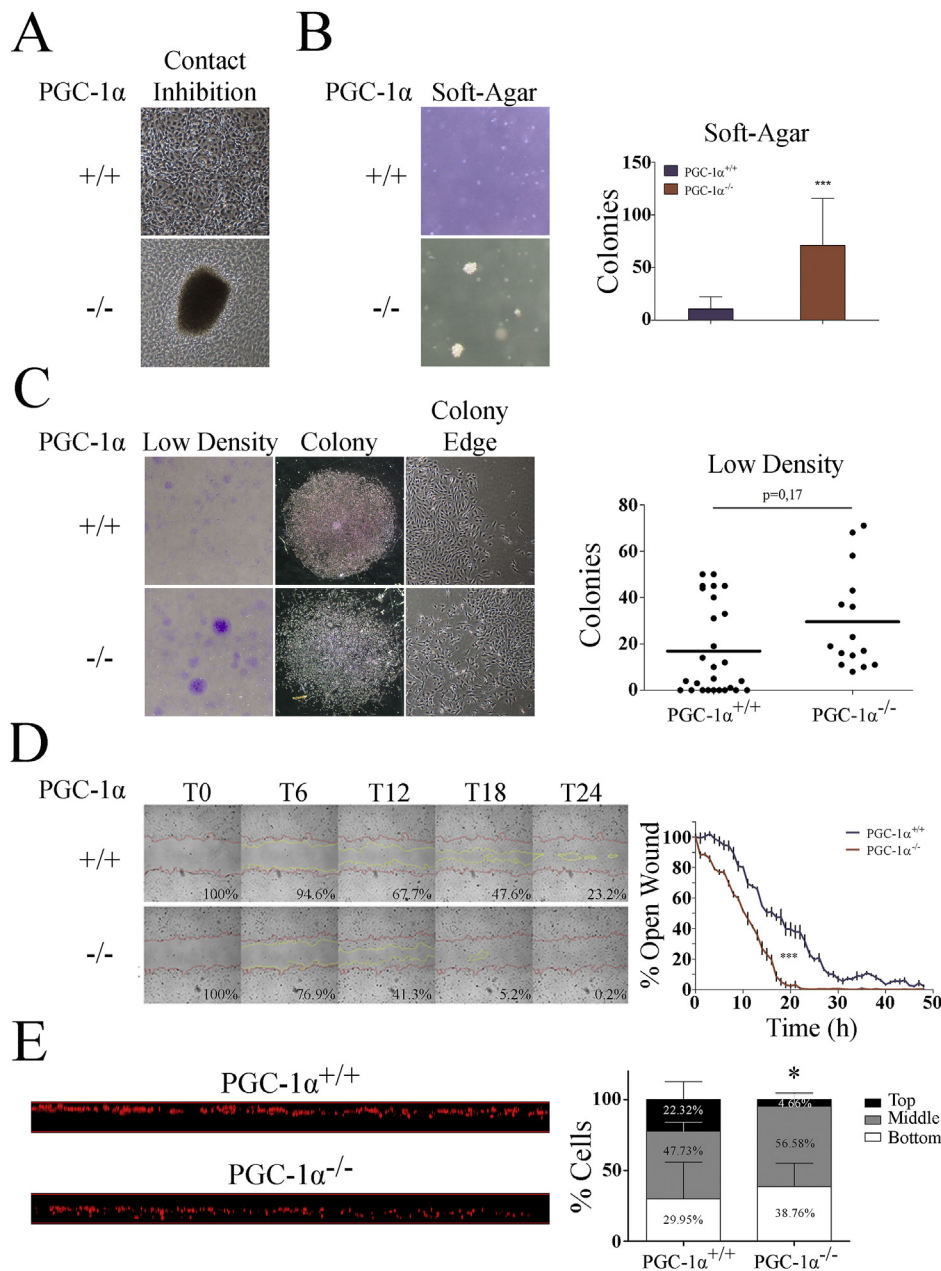 A
Contact
Inhibition
PGC-1α
+/+
-/-
B
PGC-1α Soft-Agar
+/+
-/-
Soft-Agar
PGC-1α+/+
PGC-1α-/-
***
Colonies
150
100
50
0
C
Colony
PGC-1α Low Density Colony Edge
+/+
-/-
Low Density
p=0,17
Colonies
80
60
40
20
0
PGC-1α+/+ PGC-1α-/-
D
PGC-1α T0 T6 T12 T18 T24
+/+
100% 94.6% 67.7% 47.6% 23.2%
-/-
100% 76.9% 41.3% 5.2% 0.2%
% Open Wound
100
80
60
40
20
0
PGC-1α+/+
PGC-1α-/-
***
0 10 20 30 40 50
Time (h)
E
PGC-1α+/+
PGC-1α-/-
% Cells
100
50
0
*
22.32% 4.66%
47.73% 56.58%
29.95% 38.76%
Top
Middle
Bottom
PGC-1α+/+ PGC-1α-/-